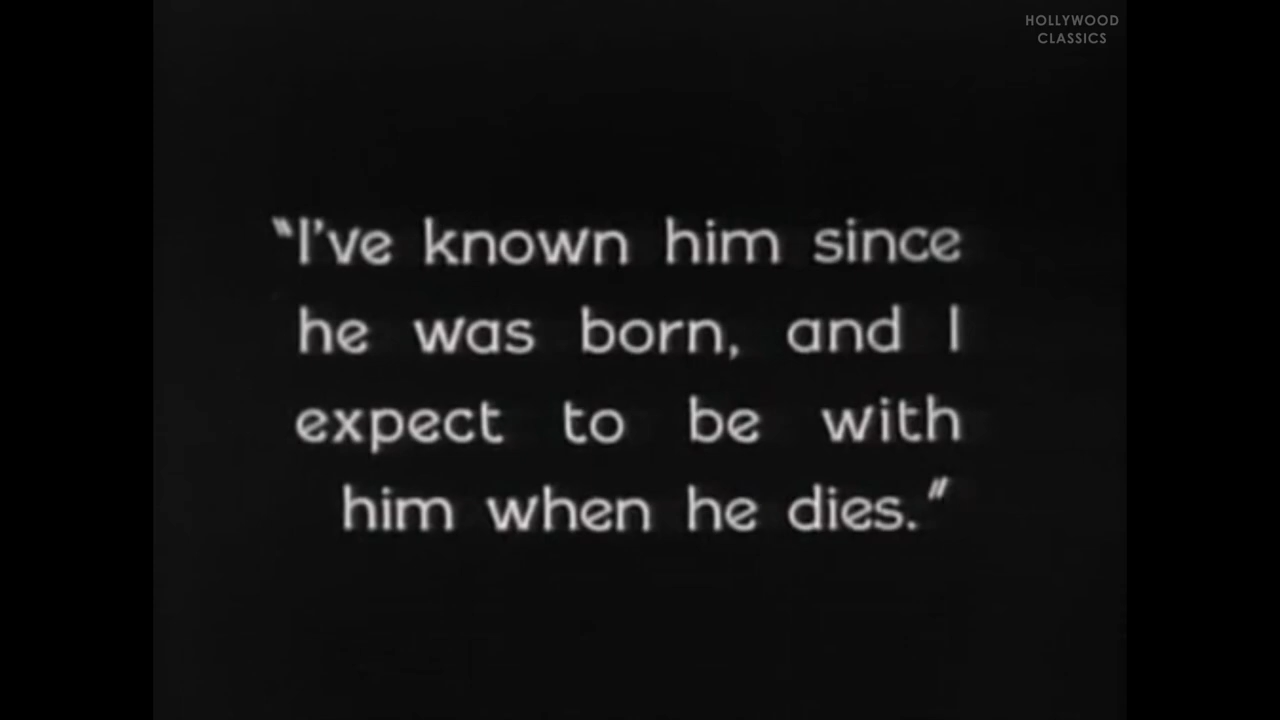 HOLLYWOOD
CLASSICS
"I've known him since
he was born, and I
expect to be with
him when he dies."